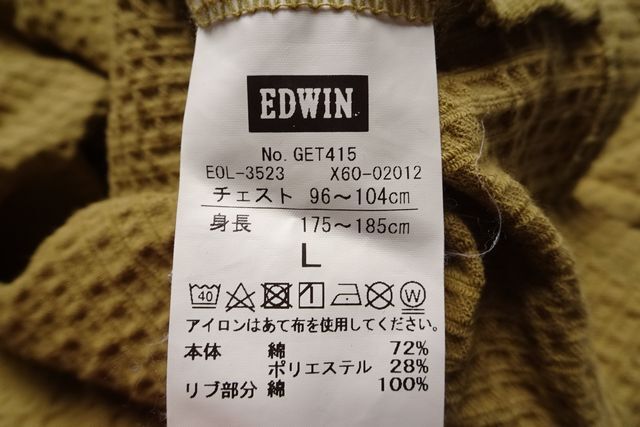 EDWIN
No. GET415
EOL-3523 X60-02012
チェスト 96～104cm
身長 175～185cm
L
40 W
アイロンはあて布を使用してください。
本体 綿 72%
ポリエステル 28%
リブ部分 綿 100%